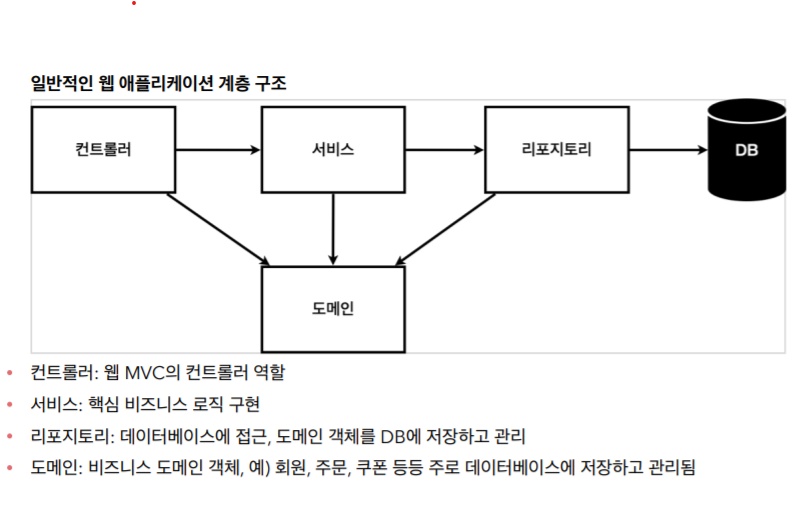 일반적인 웹 애플리케이션 계층 구조
컨트롤러
서비스
리포지토리
DB
도메인
컨트롤러: 웹 MVC의 컨트롤러 역할
서비스: 핵심 비즈니스 로직 구현
리포지토리: 데이터베이스에 접근, 도메인 객체를 DB에 저장하고 관리
도메인: 비즈니스 도메인 객체, 예) 회원, 주문, 쿠폰 등등 주로 데이터베이스에 저장하고 관리됨